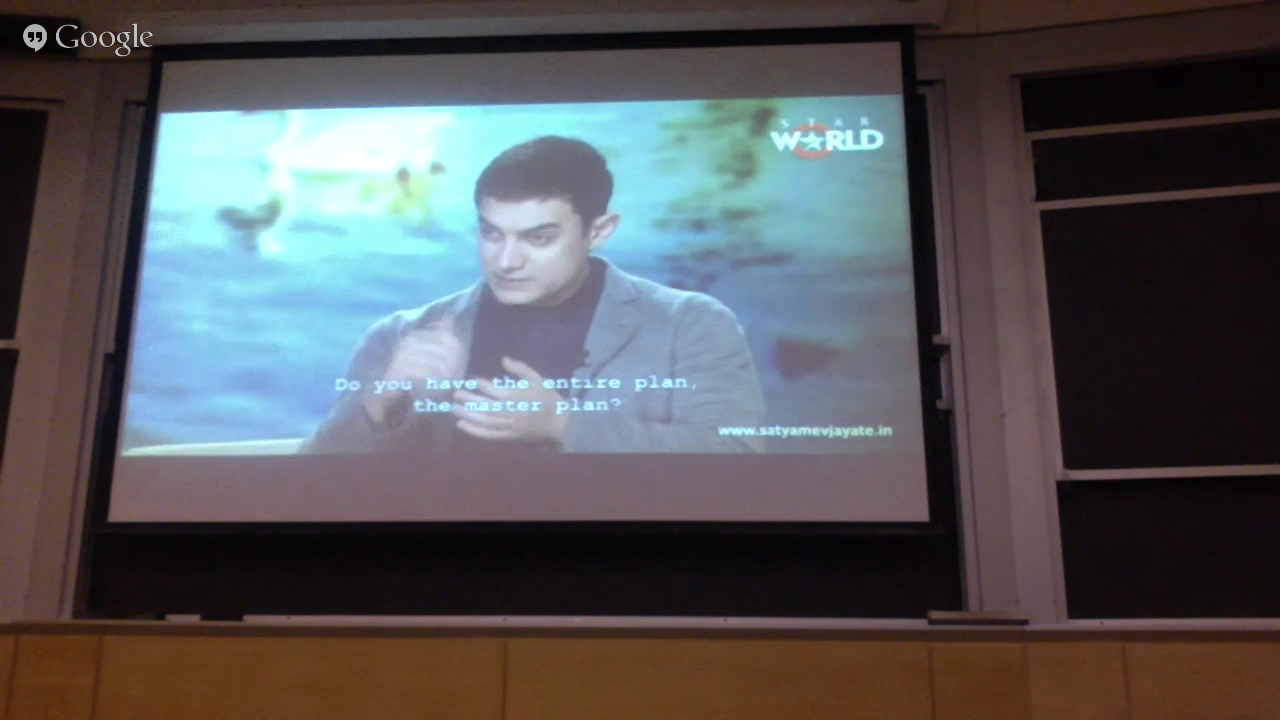 Google
STAR
WORLD
Do you have the entire plan,
the master plan?
www.satyamevjayate.in